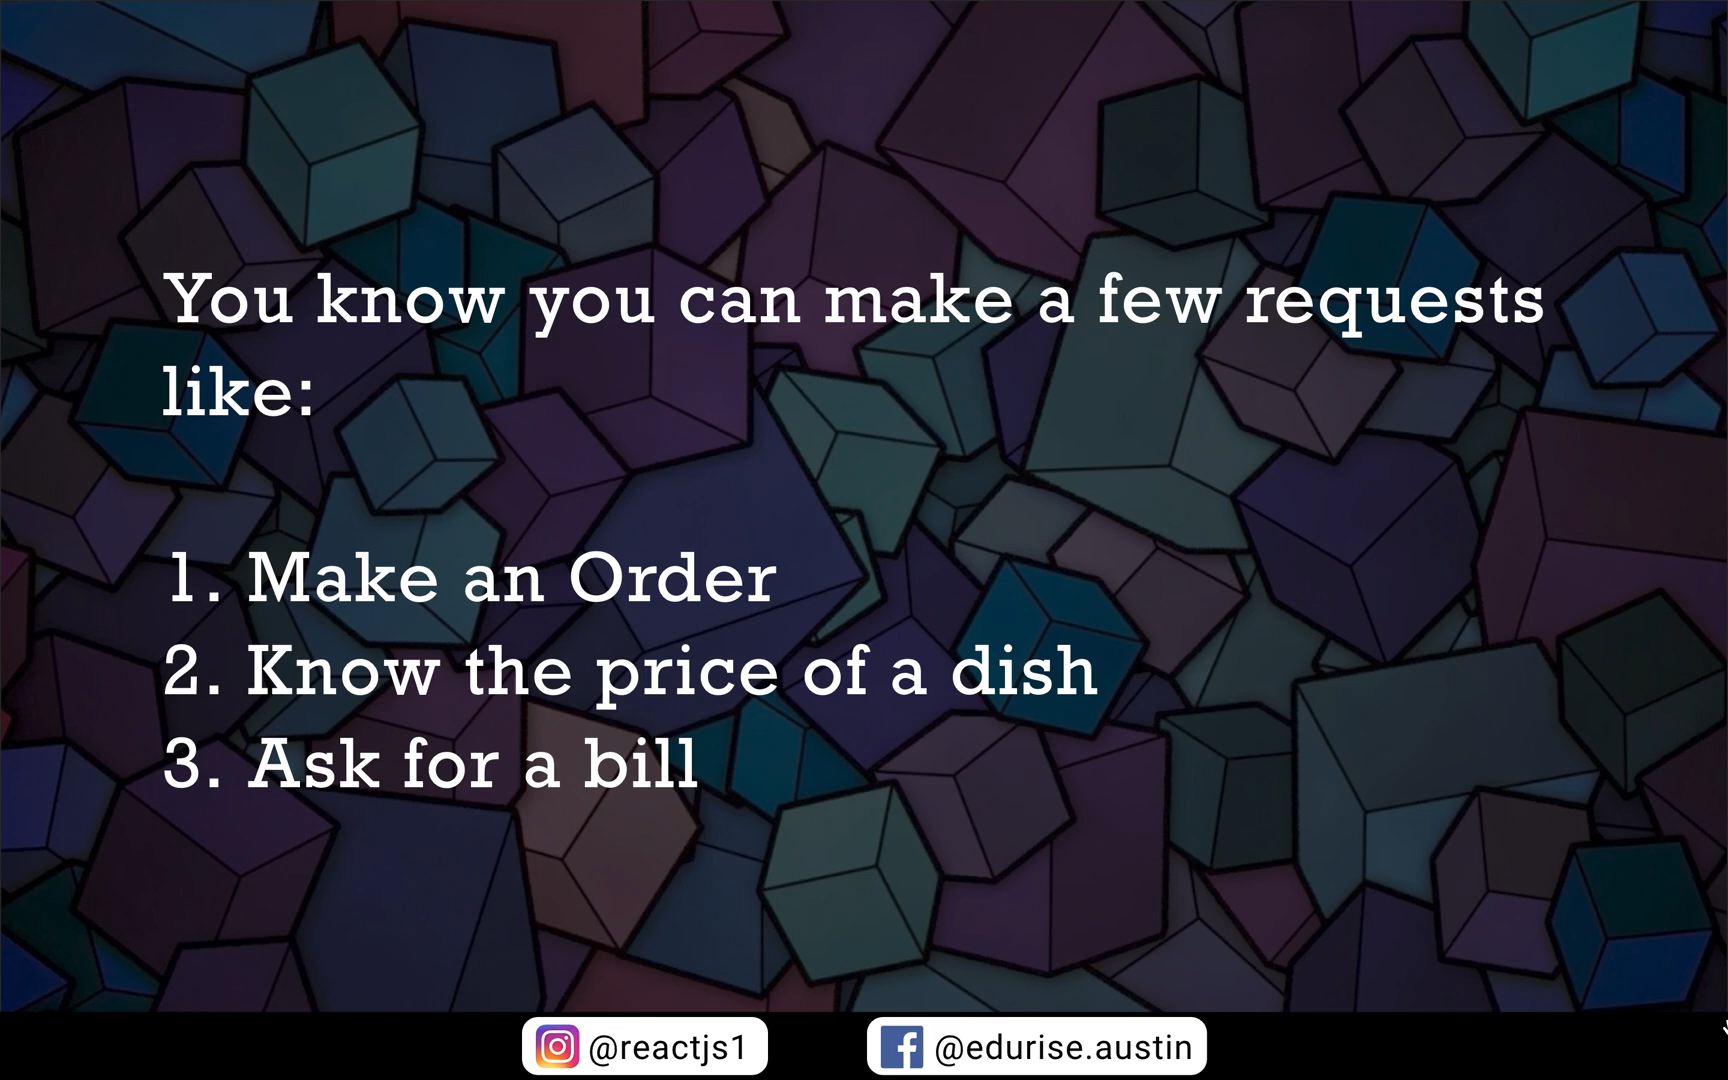 You know you can make a few requests
like:
1. Make an Order
2. Know the price of a dish
3. Ask for a bill
@reactjs1
@edurise.austin